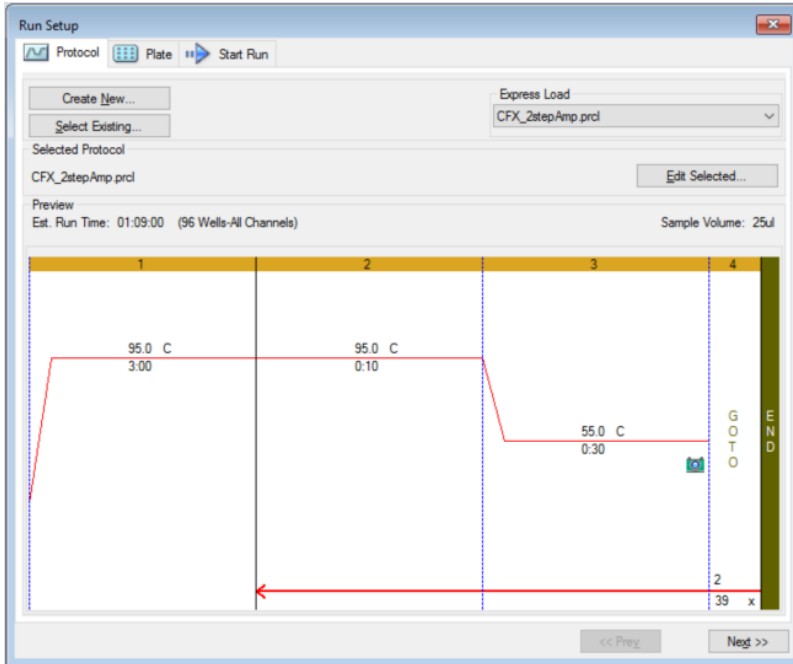 Run Setup
Protocol Plate Start Run
Create New...
Express Load
CFX_2stepAmp.prcl
Select Existing...
Selected Protocol
CFX_2stepAmp.prcl
Edit Selected...
Preview
Est. Run Time: 01:09:00 (96 Wells-All Channels) Sample Volume: 25ul
1 2 3 4
95.0 C 95.0 C
3:00 0:10
55.0 C
0:30
GOTO
END
2
39 x
<< Prev Next >>